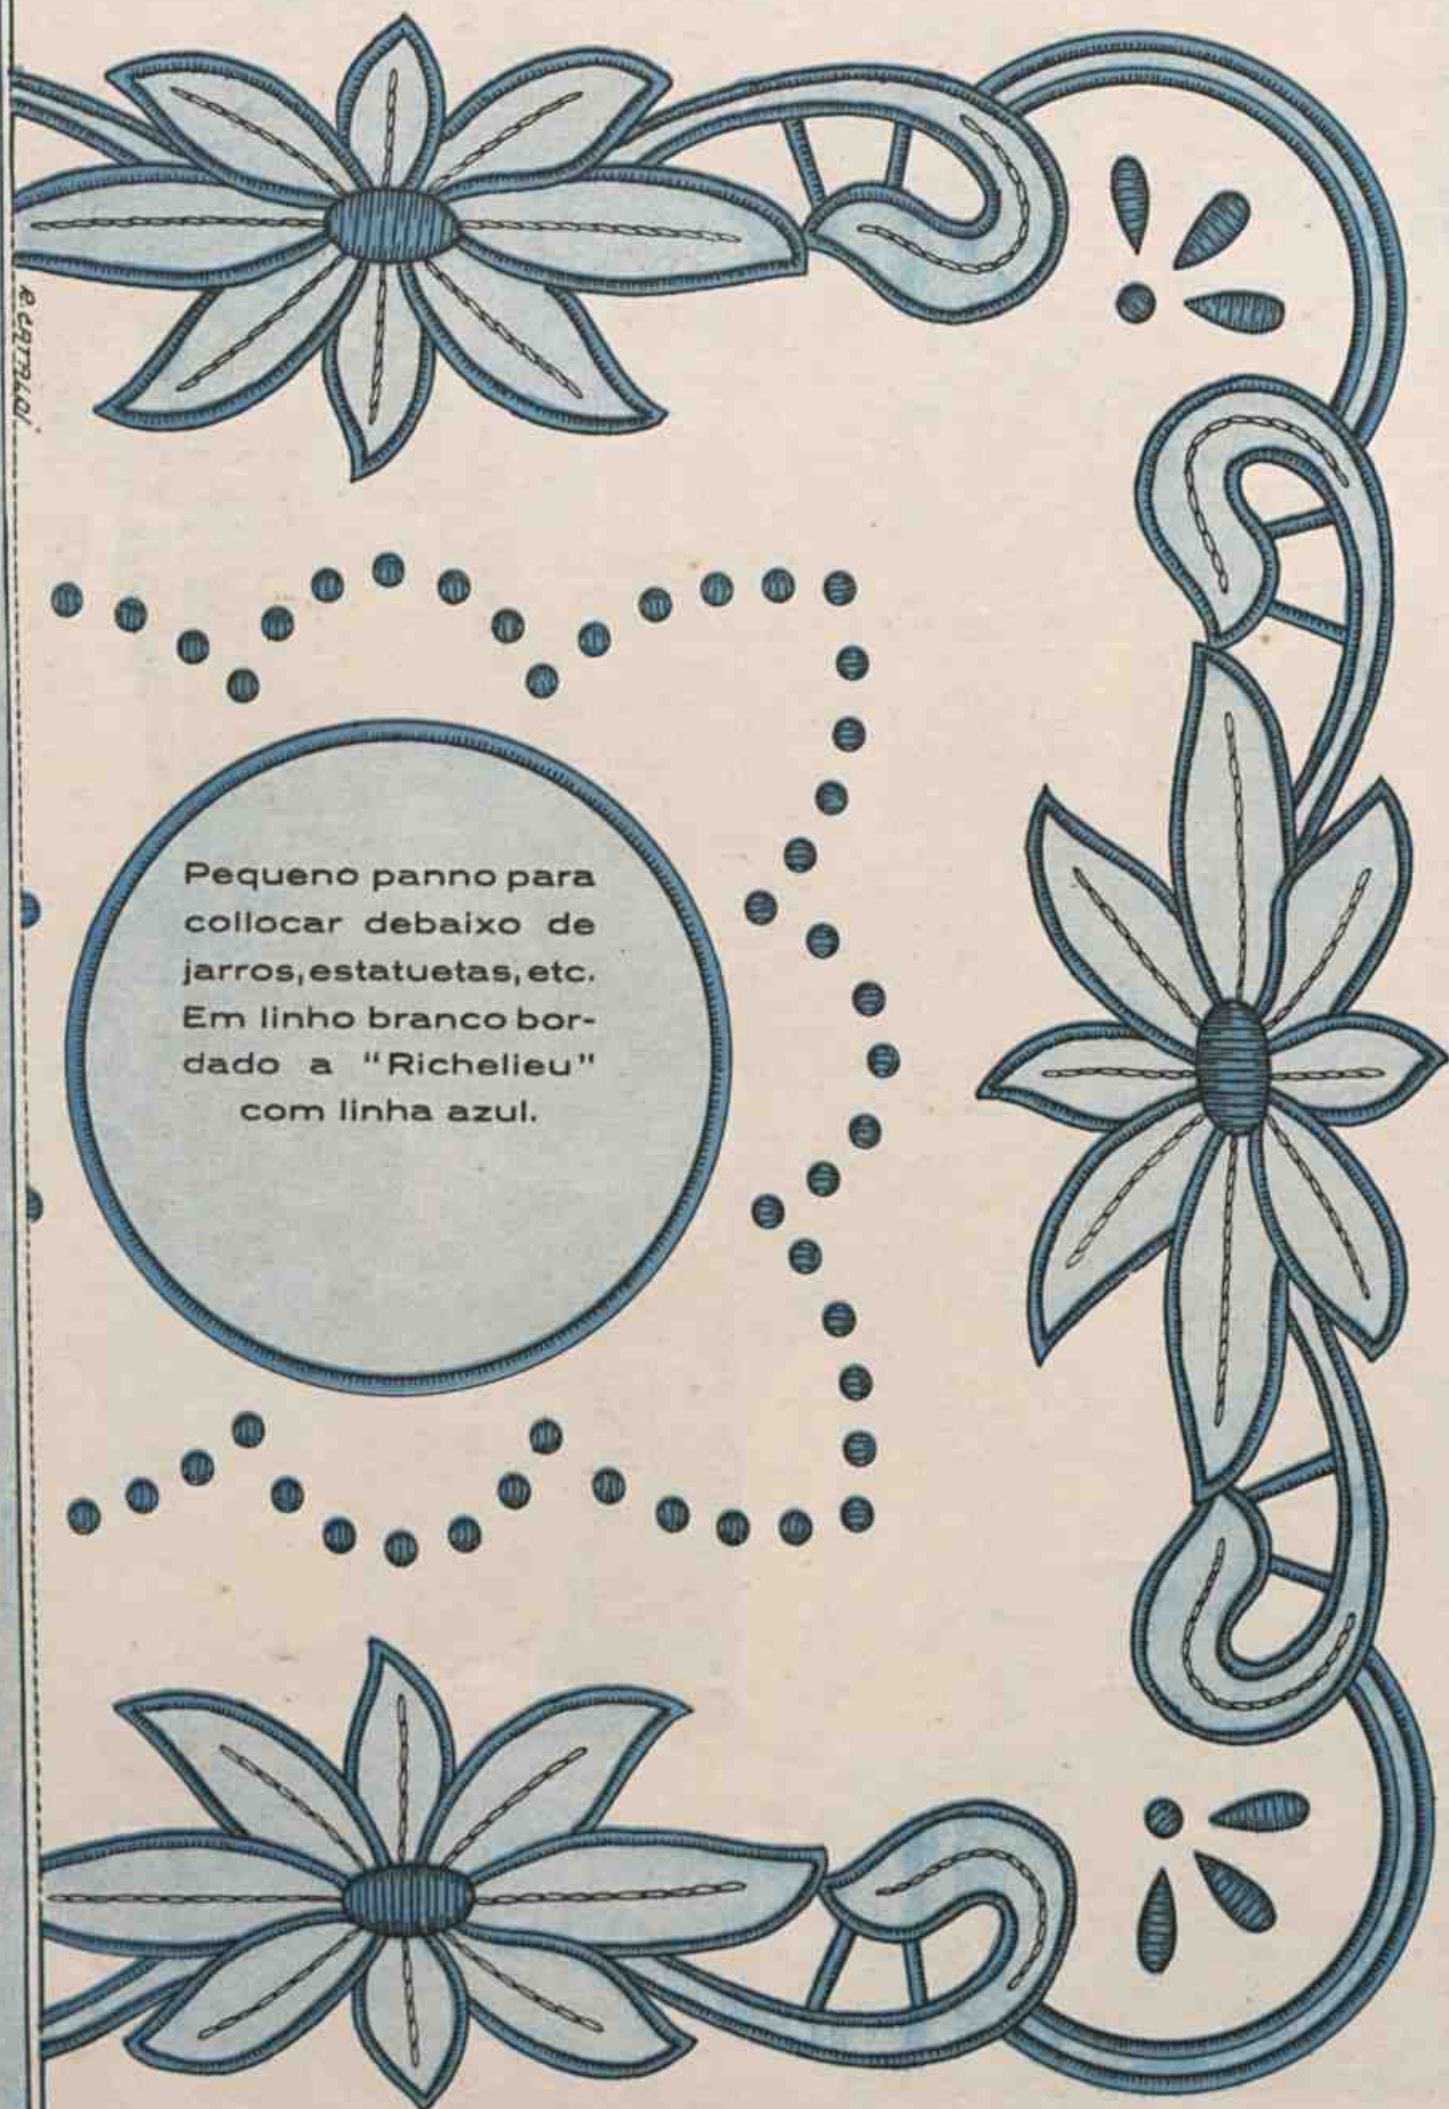 Pequeno panno para
collocar debaixo de
jarros, estatuetas, etc.
Em linho branco bor-
dado a "Richelieu"
com linha azul.